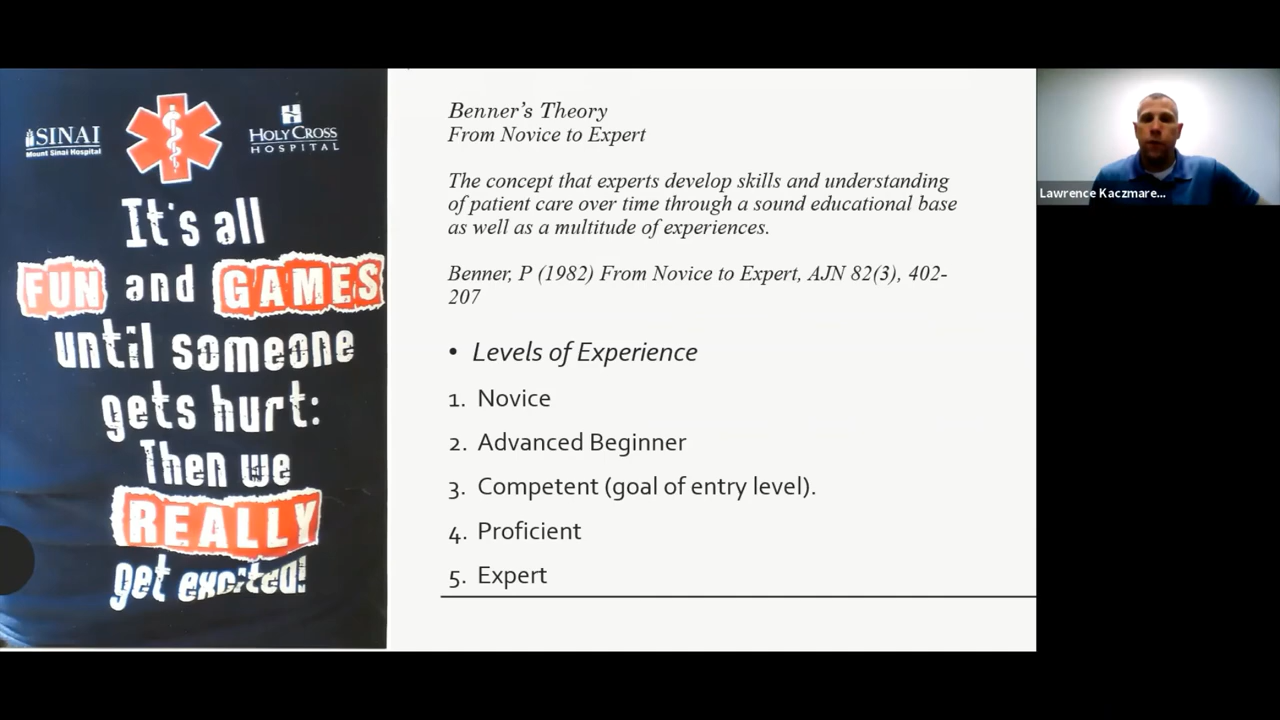 SINAI
Mount Sinai Hospital
HOLY CROSS
HOSPITAL
It's all
FUN and GAMES
until someone
gets hurt:
Then we
REALLY
get excited!
Benner's Theory
From Novice to Expert
The concept that experts develop skills and understanding
of patient care over time through a sound educational base
as well as a multitude of experiences.
Benner, P (1982) From Novice to Expert, AJN 82(3), 402-
207
• Levels of Experience
1. Novice
2. Advanced Beginner
3. Competent (goal of entry level).
4. Proficient
5. Expert
Lawrence Kaczmare...